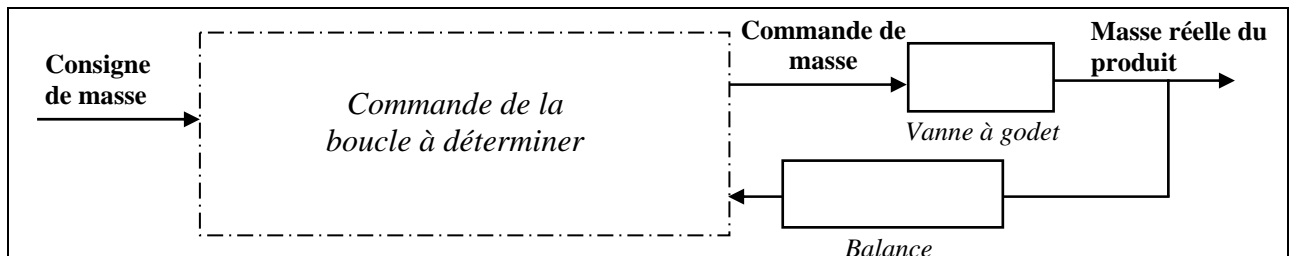 Consigne
de masse
Commande de la
boucle à déterminer
Commande de
masse
Vanne à godet
Masse réelle du
produit
Balance